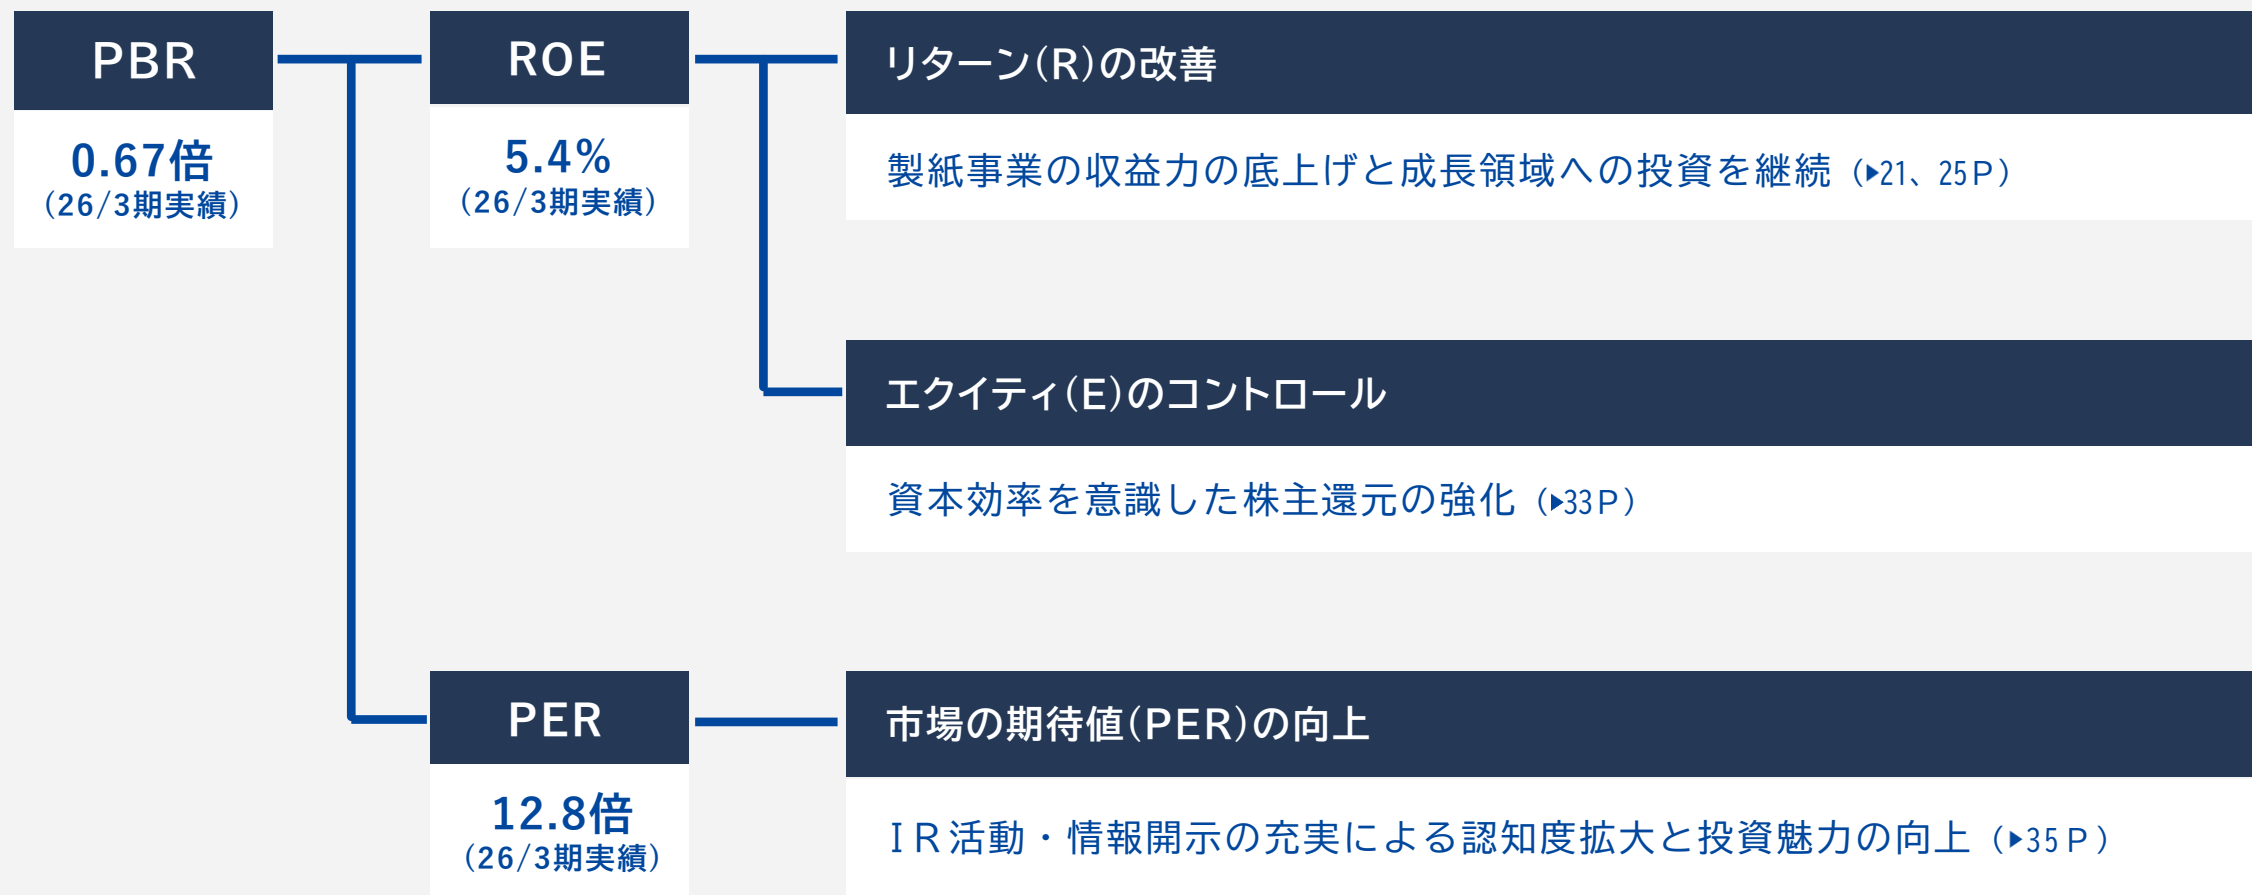 PBR
0.67倍
(26/3期実績)
ROE
5.4%
(26/3期実績)
リターン(R)の改善
製紙事業の収益力の底上げと成長領域への投資を継続 (▶21、25Ｐ)
エクイティ(E)のコントロール
資本効率を意識した株主還元の強化 (▶33Ｐ)
PER
12.8倍
(26/3期実績)
市場の期待値(PER)の向上
ＩＲ活動・情報開示の充実による認知度拡大と投資魅力の向上 (▶35Ｐ)